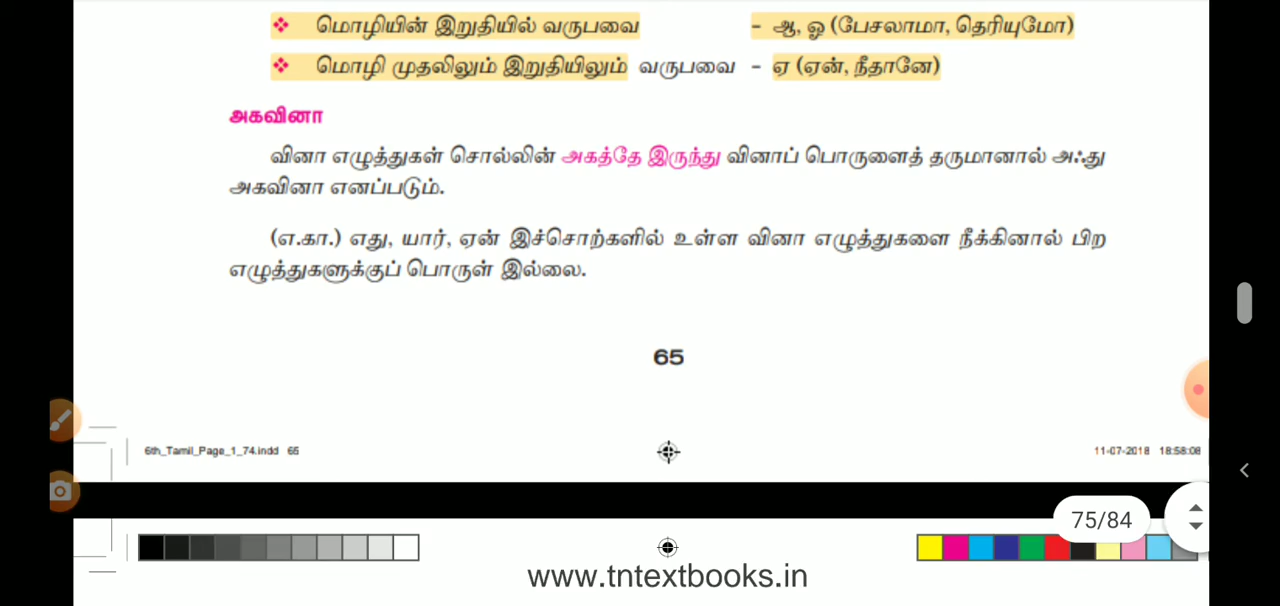 ❖ மொழியின் இறுதியில் வருபவை - ஆ, ஓ (பேசலாமா, தெரியுமோ)
❖ மொழி முதலிலும் இறுதியிலும் வருபவை - ஏ (ஏன், நீதானே)
அகவினா
வினா எழுத்துகள் சொல்லின் அகத்தே இருந்து வினாப் பொருளைத் தருமானால் அஃது
அகவினா எனப்படும்.
(எ.கா.) எது, யார், ஏன் இச்சொற்களில் உள்ள வினா எழுத்துகளை நீக்கினால் பிற
எழுத்துகளுக்குப் பொருள் இல்லை.
65
6th_Tamil_Page_1_74.indd 65 11-07-2018 18:58:08
75/84
www.tntextbooks.in